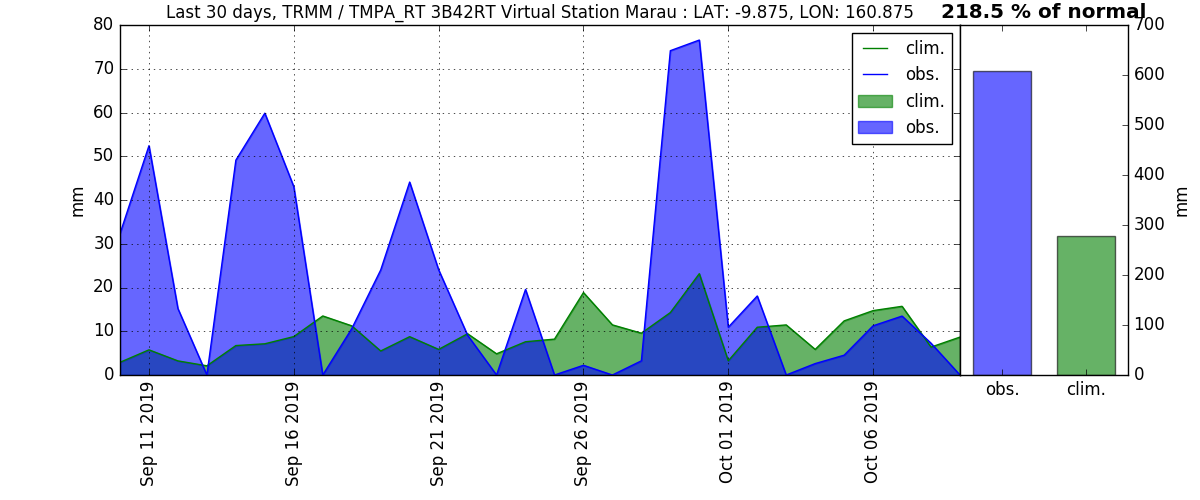 Last 30 days, TRMM / TMPA_RT 3B42RT Virtual Station Marau : LAT: -9.875, LON: 160.875
218.5 % of normal
80
70
60
50
40
30
20
10
0
mm
clim.
obs.
clim.
obs.
Sep 11 2019
Sep 16 2019
Sep 21 2019
Sep 26 2019
Oct 01 2019
Oct 06 2019
700
600
500
400
300
200
100
0
mm
obs.
clim.